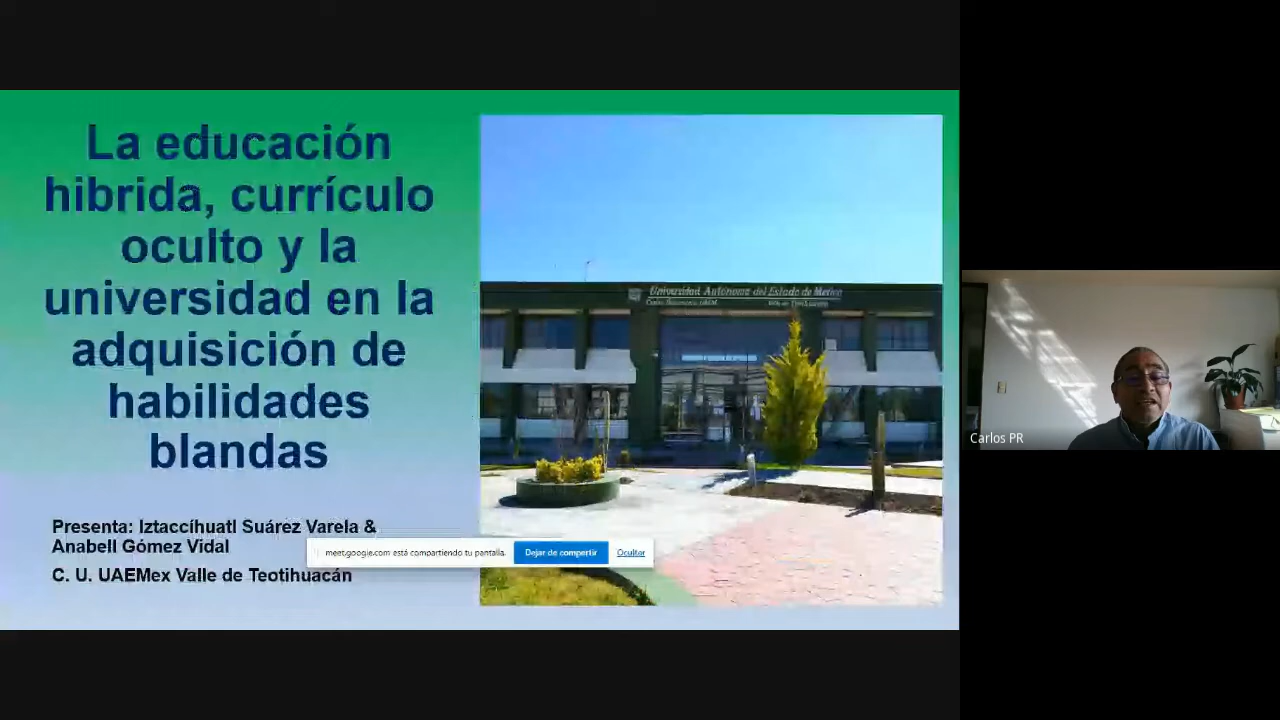 La educación
hibrida, currículo
oculto y la
universidad en la
adquisición de
habilidades
blandas
Presenta: Iztaccíhuatl Suárez Varela &
Anabell Gómez Vidal
C. U. UAEMex Valle de Teotihuacán
meet.google.com está compartiendo tu pantalla.
Dejar de compartir
Ocultar
Universidad Autónoma del Estado de México
Carlos PR